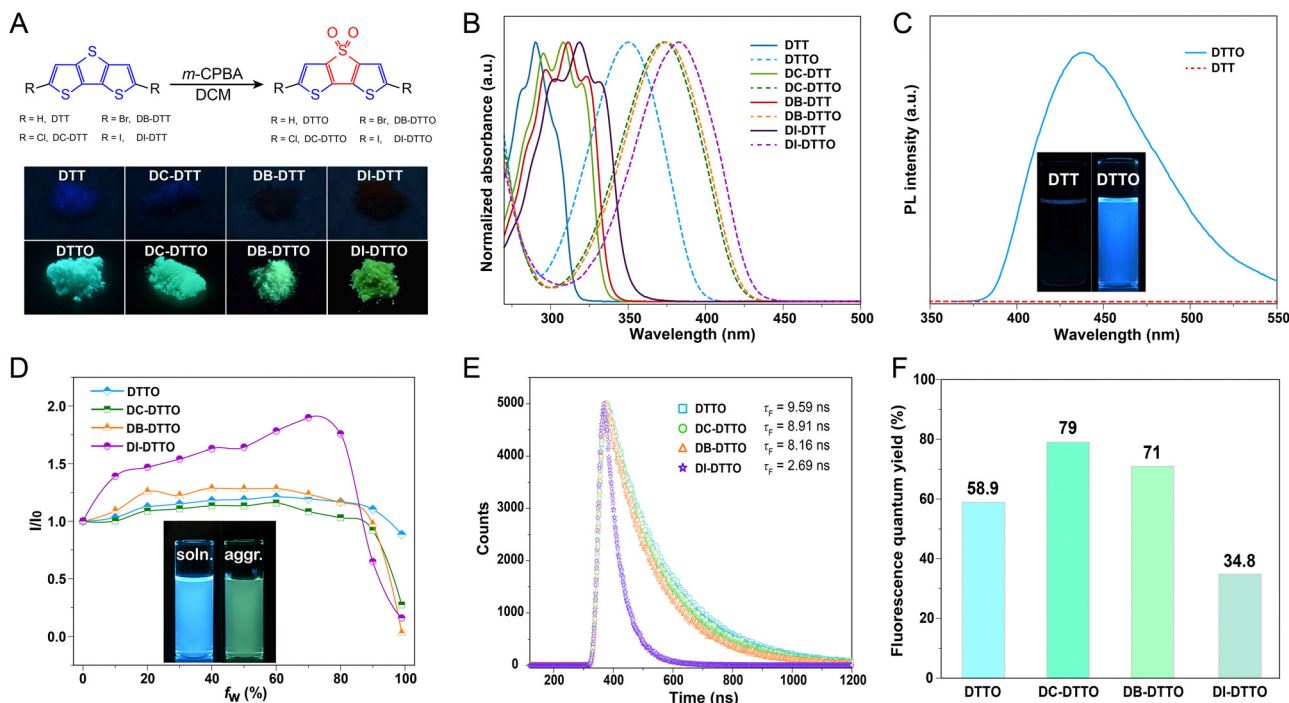 A
S
S
S
R
R
m-CPBA
DCM
O
O
S
S
S
R
R
R = H, DTT
R = Br, DB-DTT
R = Cl, DC-DTT
R = I, DI-DTT
R = H, DTTO
R = Br, DB-DTTO
R = Cl, DC-DTTO
R = I, DI-DTTO
DTT
DC-DTT
DB-DTT
DI-DTT
DTTO
DC-DTTO
DB-DTTO
DI-DTTO
B
Normalized absorbance (a.u.)
DTT
DTTO
DC-DTT
DC-DTTO
DB-DTT
DB-DTTO
DI-DTT
DI-DTTO
300
350
400
450
500
Wavelength (nm)
C
PL intensity (a.u.)
DTTO
DTT
DTT
DTTO
350
400
450
500
550
Wavelength (nm)
D
I/I0
2.0
1.5
1.0
0.5
0.0
DTTO
DC-DTTO
DB-DTTO
DI-DTTO
soln.
aggr.
0
20
40
60
80
100
fw (%)
E
Counts
5000
4000
3000
2000
1000
0
DTTO τF = 9.59 ns
DC-DTTO τF = 8.91 ns
DB-DTTO τF = 8.16 ns
DI-DTTO τF = 2.69 ns
200
400
600
800
1000
1200
Time (ns)
F
Fluorescence quantum yield (%)
100
80
60
40
20
0
58.9
79
71
34.8
DTTO
DC-DTTO
DB-DTTO
DI-DTTO